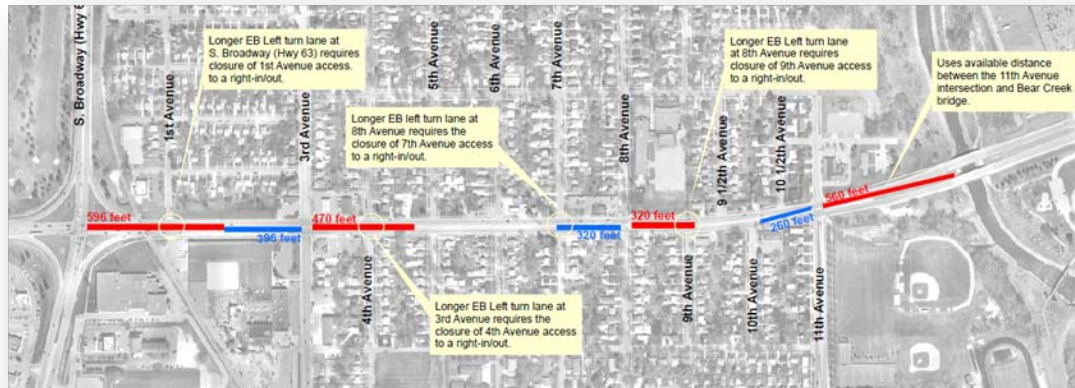 S. Broadway (Hwy 6
1st Avenue
Longer EB Left turn lane at
S. Broadway (Hwy 63) requires
closure of 1st Avenue access
to a right-in/out.
3rd Avenue
5th Avenue
6th Avenue
7th Avenue
Longer EB left turn lane at
8th Avenue requires the
closure of 7th Avenue access
to a right-in/out.
8th Avenue
Longer EB Left turn lane
at 8th Avenue requires
closure of 9th Avenue access
to a right-in/out.
9 1/2th Avenue
10 1/2th Avenue
Uses available distance
between the 11th Avenue
intersection and Bear Creek
bridge.
596 feet
396 feet
470 feet
320 feet
320 feet
260 feet
560 feet
4th Avenue
Longer EB Left turn lane at
3rd Avenue requires the
closure of 4th Avenue access
to a right-in/out.
9th Avenue
10th Avenue
11th Avenue